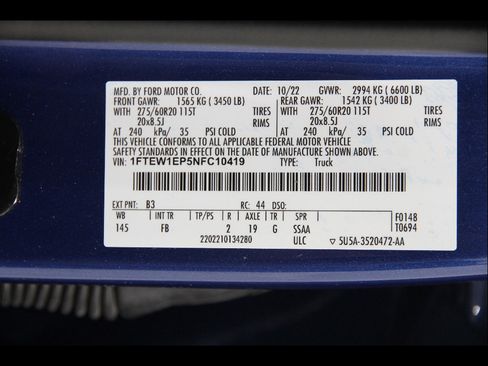 MFD. BY FORD MOTOR CO. DATE: 10/22 GVWR: 2994 KG ( 6600 LB)
FRONT GAWR: 1565 KG ( 3450 LB) REAR GAWR: 1542 KG ( 3400 LB)
WITH 275/60R20 115T TIRES WITH 275/60R20 115T TIRES
20x8.5J RIMS 20x8.5J RIMS
AT 240 kPa/ 35 PSI COLD AT 240 kPa/ 35 PSI COLD
THIS VEHICLE CONFORMS TO ALL APPLICABLE FEDERAL MOTOR VEHICLE
SAFETY STANDARDS IN EFFECT ON THE DATE OF MANUFACTURE SHOWN ABOVE.
VIN: 1FTEW1EP5NFC10419 TYPE: Truck
EXT PNT: B3 RC: 44 DSO: F0148
WB INT TR TP/PS R AXLE TR SPR T0694
145 FB 2 19 G SSAA
2202210134280 ULC ▽5U5A-3520472-AA